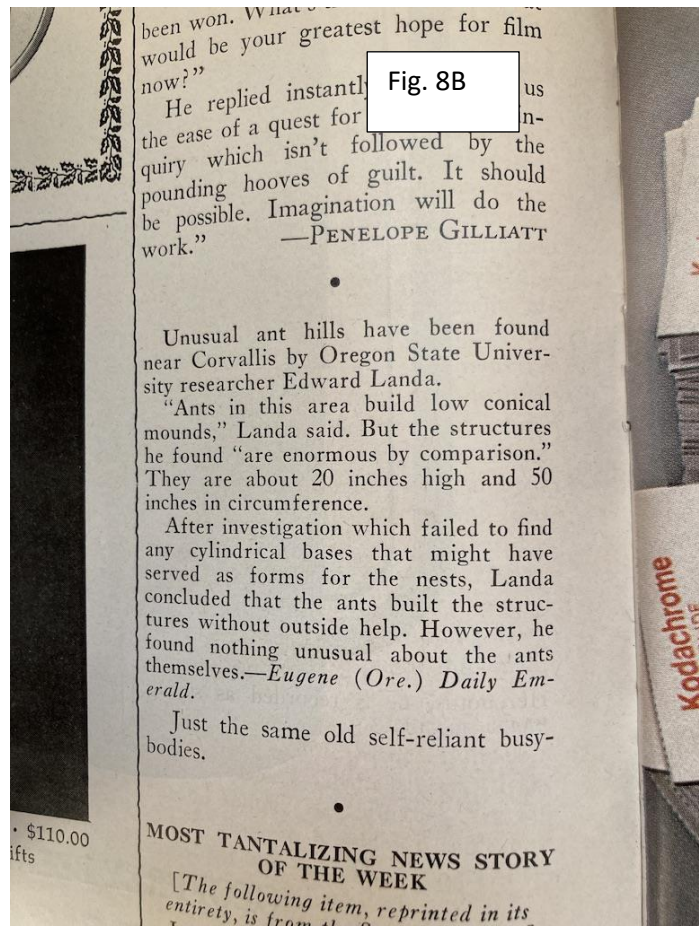 been won.
would be your greatest hope for film
now?"
He replied instantly us
the ease of a quest for in-
quiry which isn't followed by the
pounding hooves of guilt. It should
be possible. Imagination will do the
work." —PENELOPE GILLIATT
•
Unusual ant hills have been found
near Corvallis by Oregon State Univer-
sity researcher Edward Landa.
"Ants in this area build low conical
mounds," Landa said. But the structures
he found "are enormous by comparison."
They are about 20 inches high and 50
inches in circumference.
After investigation which failed to find
any cylindrical bases that might have
served as forms for the nests, Landa
concluded that the ants built the struc-
tures without outside help. However, he
found nothing unusual about the ants
themselves.—Eugene (Ore.) Daily Em-
erald.
Just the same old self-reliant busy-
bodies.
•
MOST TANTALIZING NEWS STORY
OF THE WEEK
[The following item, reprinted in its
entirety, is from the
Fig. 8B
· $110.00
ifts
Kodachrome